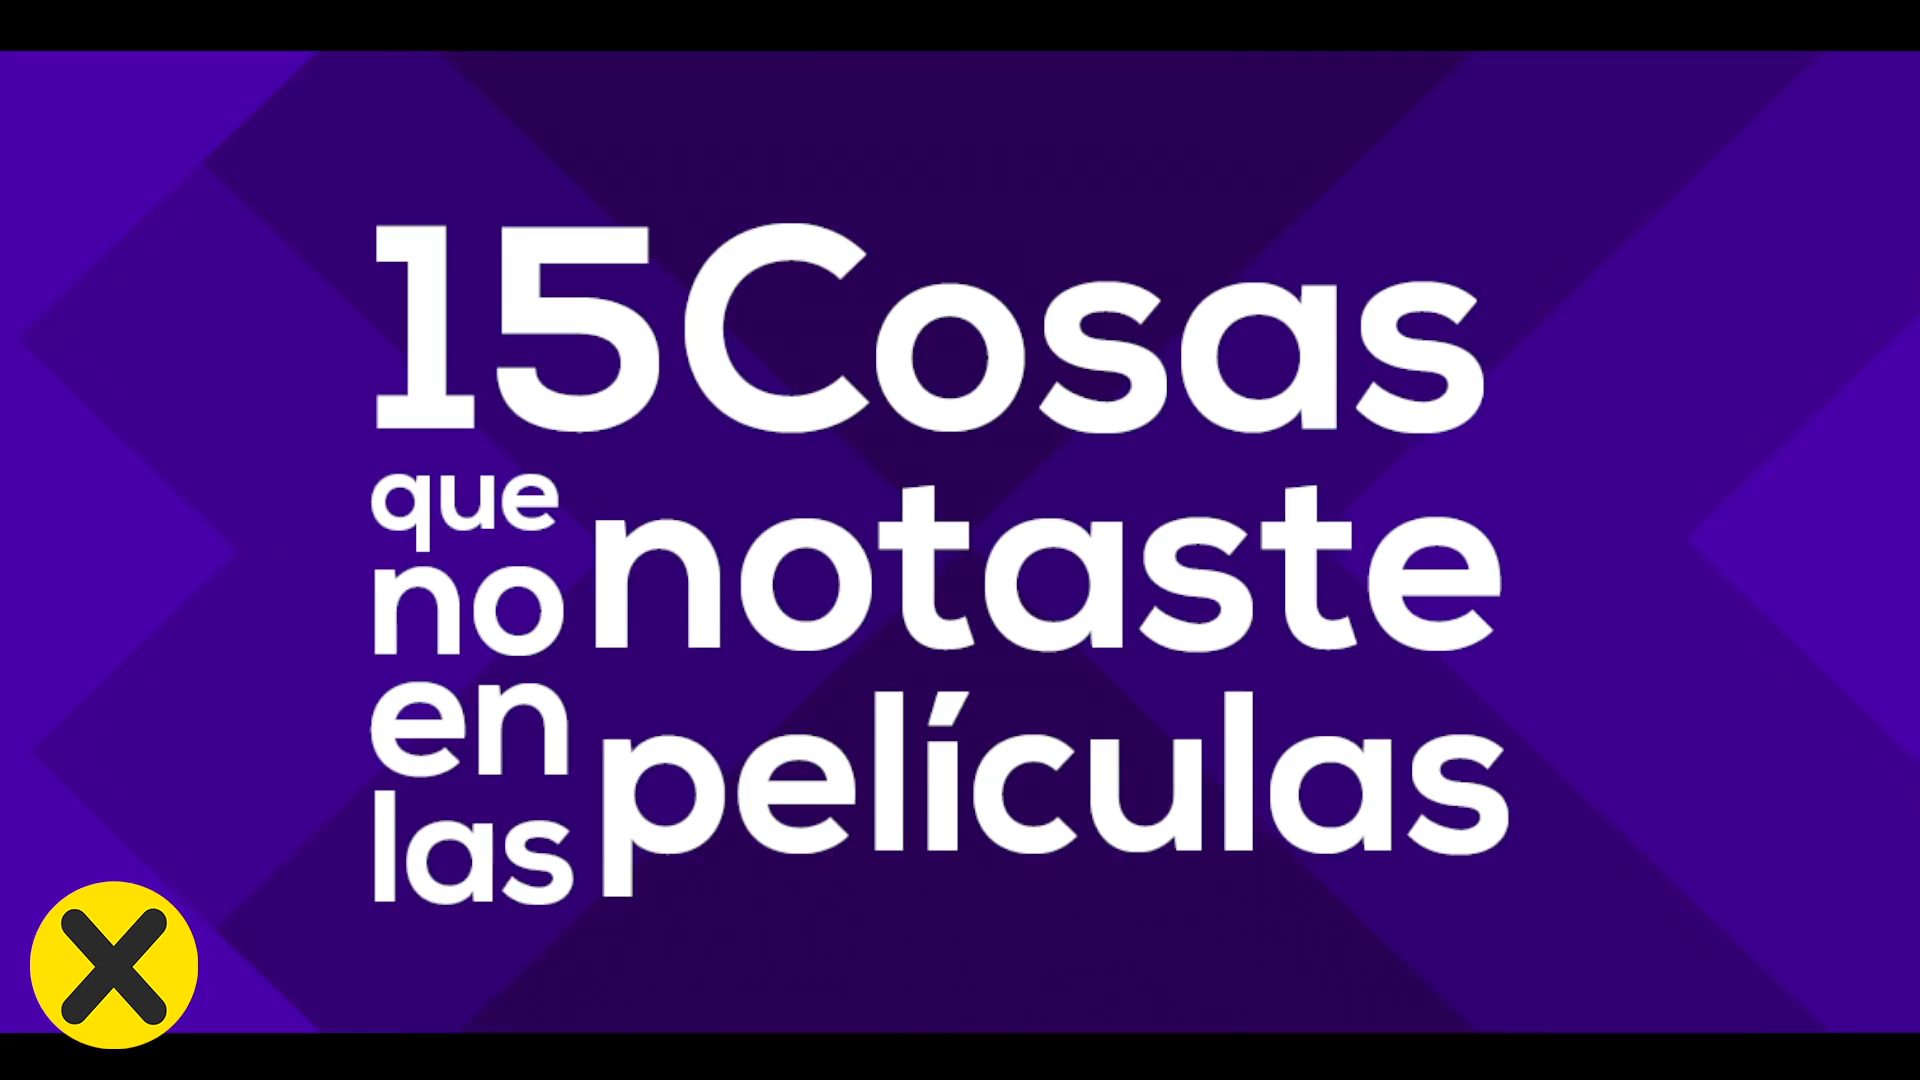 15Cosas
que no notaste
en las películas
X